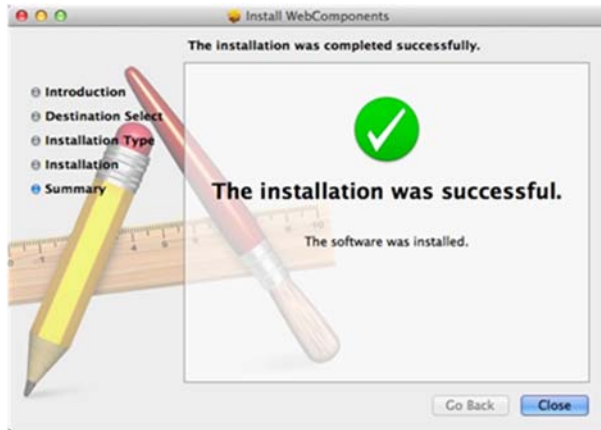 Install WebComponents
The installation was completed successfully.
Introduction
Destination Select
Installation Type
Installation
Summary
The installation was successful.
The software was installed.
Go Back
Close